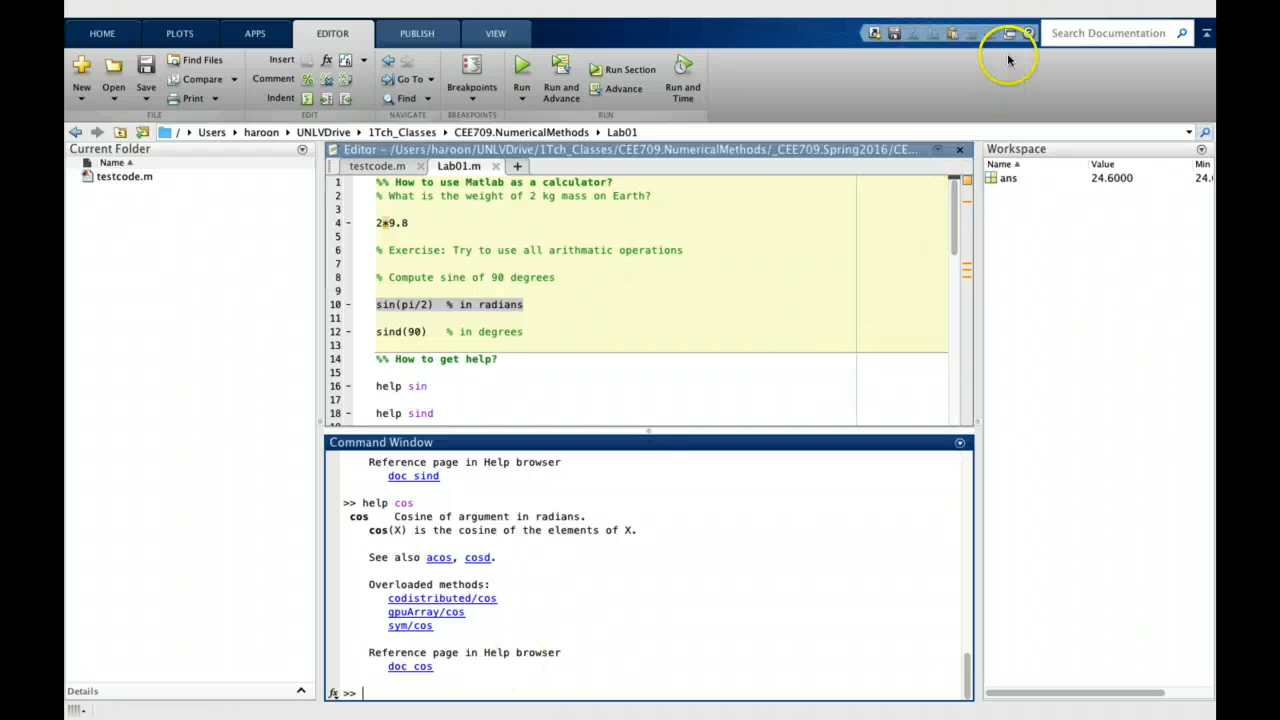 HOME PLOTS APPS EDITOR PUBLISH VIEW Search Documentation
New Open Save Find Files Compare Print
Insert Comment Indent fx
Go To Find
Breakpoints
Run Run and Advance Run Section Advance Run and Time
FILE EDIT NAVIGATE BREAKPOINTS RUN
/ Users haroon UNLVDrive 1Tch_Classes CEE709.NumericalMethods Lab01
Current Folder
Name
testcode.m
Details
Editor - /Users/haroon/UNLVDrive/1Tch_Classes/CEE709.NumericalMethods/_CEE709.Spring2016/CE...
testcode.m Lab01.m +
1 %% How to use Matlab as a calculator?
2 % What is the weight of 2 kg mass on Earth?
3
4 - 2*9.8
5
6 % Exercise: Try to use all arithmatic operations
7
8 % Compute sine of 90 degrees
9
10 - sin(pi/2) % in radians
11
12 - sind(90) % in degrees
13
14 %% How to get help?
15
16 - help sin
17
18 - help sind
Command Window
Reference page in Help browser
doc sind
>> help cos
cos Cosine of argument in radians.
cos(X) is the cosine of the elements of X.
See also acos, cosd.
Overloaded methods:
codistributed/cos
gpuArray/cos
sym/cos
Reference page in Help browser
doc cos
fx >>
Workspace
Name Value Min
ans 24.6000 24.